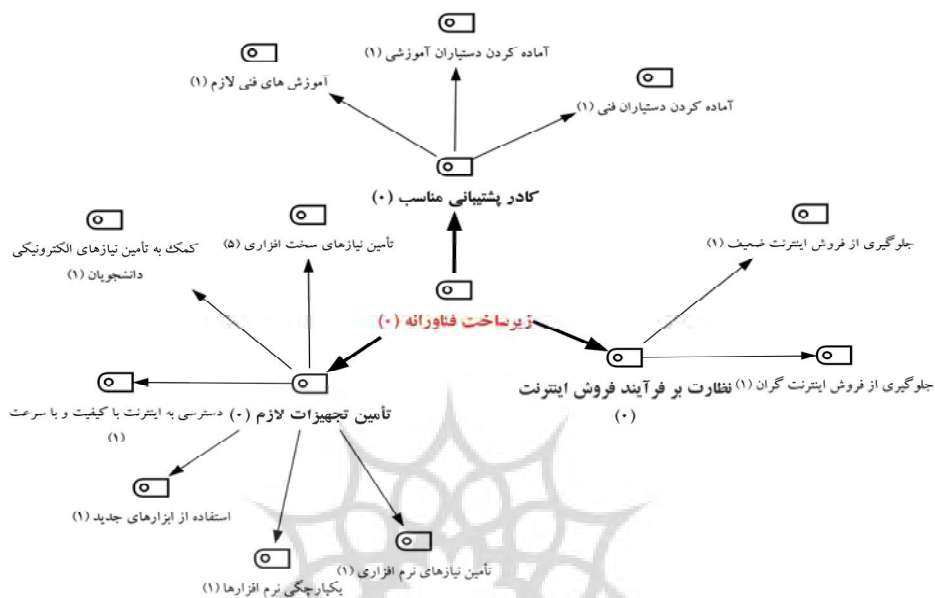 آماده کردن دستیاران آموزشی (۱)
آموزش های فنی لازم (۱)
آماده کردن دستیاران فنی (۱)
کادر پشتیبانی مناسب (۰)
جلوگیری از فروش اینترنت ضعیف (۱)
تأمین نیازهای سخت افزاری (۵)
کمک به تأمین نیازهای الکترونیکی
دانشجویان (۱)
زیرساخت فناورانه (۰)
جلوگیری از فروش اینترنت گران (۱)
نظارت بر فرآیند فروش اینترنت
(۰)
تأمین تجهیزات لازم (۰)
دسترسی به اینترنت با کیفیت و با سرعت
(۱)
استفاده از ابزارهای جدید (۱)
تأمین نیازهای نرم افزاری (۱)
یکپارچگی نرم افزارها (۱)